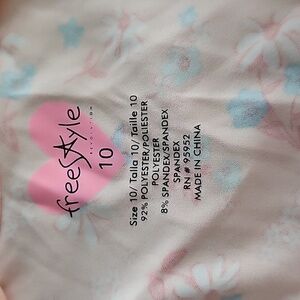 freestyle
REVOLUTION
10
Size 10/ Talla 10/ Taille 10
92% POLYESTER/POLIESTER
POLYESTER
8% SPANDEX/SPANDEX
SPANDEX
RN # 95952
MADE IN CHINA